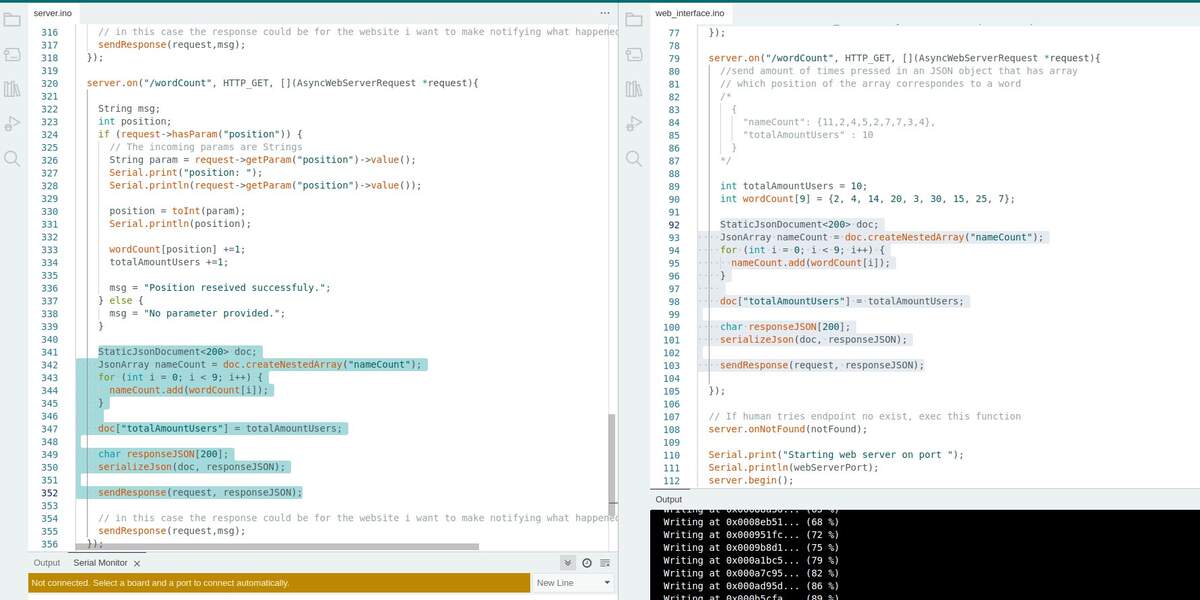 server.ino
316 // in this case the response could be for the website i want to make notifying what happened
317 sendResponse(request,msg);
318 });
319
320 server.on("/wordCount", HTTP_GET, [](AsyncWebServerRequest *request){
321
322 String msg;
323 int position;
324 if (request->hasParam("position")) {
325 // The incoming params are Strings
326 String param = request->getParam("position")->value();
327 Serial.print("position: ");
328 Serial.println(request->getParam("position")->value());
329
330 position = toInt(param);
331 Serial.println(position);
332
333 wordCount[position] +=1;
334 totalAmountUsers +=1;
335
336 msg = "Position reseived successfuly.";
337 } else {
338 msg = "No parameter provided.";
339 }
340
341 StaticJsonDocument<200> doc;
342 JsonArray nameCount = doc.createNestedArray("nameCount");
343 for (int i = 0; i < 9; i++) {
344 nameCount.add(wordCount[i]);
345 }
346
347 doc["totalAmountUsers"] = totalAmountUsers;
348
349 char responseJSON[200];
350 serializeJson(doc, responseJSON);
351
352 sendResponse(request, responseJSON);
353
354 // in this case the response could be for the website i want to make notifying what happened
355 sendResponse(request,msg);
356 });
Output Serial Monitor
Not connected. Select a board and a port to connect automatically.
New Line
web_interface.ino
77 });
78
79 server.on("/wordCount", HTTP_GET, [](AsyncWebServerRequest *request){
80 //send amount of times pressed in an JSON object that has array
81 // which position of the array correspondes to a word
82 /*
83 {
84 "nameCount": {11,2,4,5,2,7,7,3,4},
85 "totalAmountUsers" : 10
86 }
87 */
88
89 int totalAmountUsers = 10;
90 int wordCount[9] = {2, 4, 14, 20, 3, 30, 15, 25, 7};
91
92 StaticJsonDocument<200> doc;
93 JsonArray nameCount = doc.createNestedArray("nameCount");
94 for (int i = 0; i < 9; i++) {
95 nameCount.add(wordCount[i]);
96 }
97
98 doc["totalAmountUsers"] = totalAmountUsers;
99
100 char responseJSON[200];
101 serializeJson(doc, responseJSON);
102
103 sendResponse(request, responseJSON);
104
105 });
106
107 // If human tries endpoint no exist, exec this function
108 server.onNotFound(notFound);
109
110 Serial.print("Starting web server on port ");
111 Serial.println(webServerPort);
112 server.begin();
Output
Writing at
Writing at 0x0008eb51... (68 %)
Writing at 0x000951fc... (72 %)
Writing at 0x0009b8d1... (75 %)
Writing at 0x000a1bc5... (79 %)
Writing at 0x000a7c95... (82 %)
Writing at 0x000ad95d... (86 %)
Writing at 0x000b5cfa... (89 %)